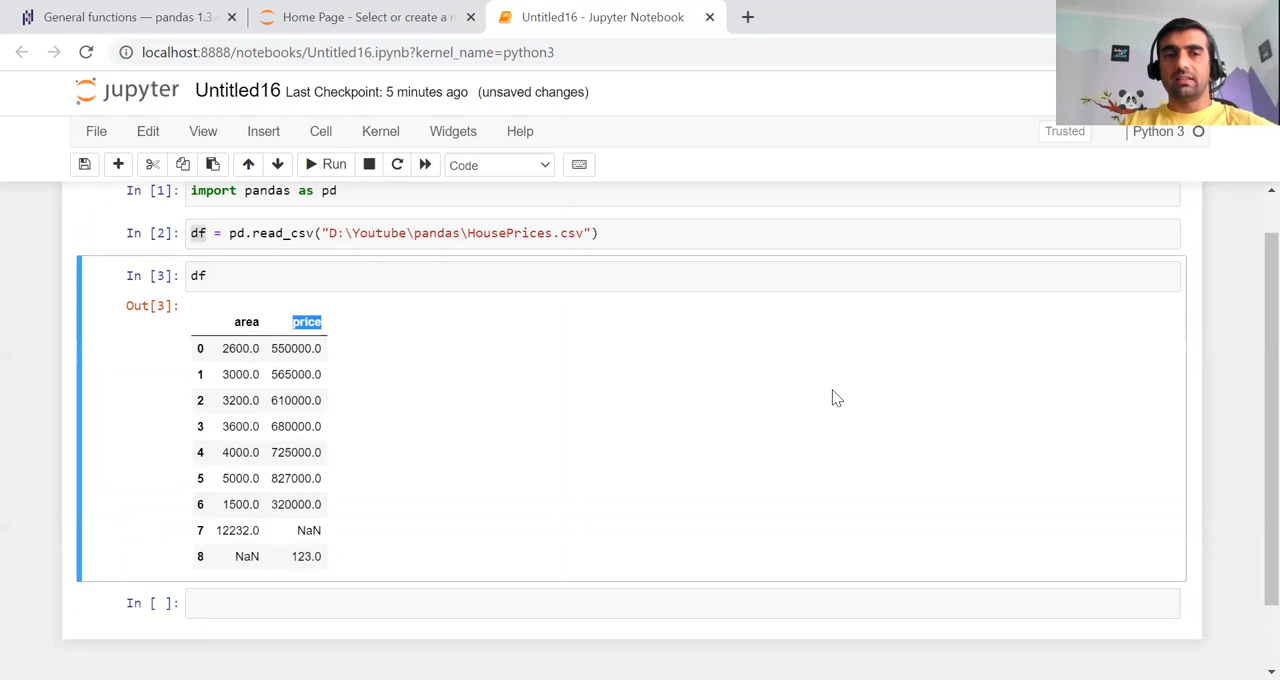 General functions — pandas 1.3
Home Page - Select or create a n
Untitled16 - Jupyter Notebook
localhost:8888/notebooks/Untitled16.ipynb?kernel_name=python3
jupyter Untitled16 Last Checkpoint: 5 minutes ago (unsaved changes)
File Edit View Insert Cell Kernel Widgets Help
Trusted
Python 3
Run
Code
In [1]: import pandas as pd
In [2]: df = pd.read_csv("D:\Youtube\pandas\HousePrices.csv")
In [3]: df
Out[3]:
area price
0 2600.0 550000.0
1 3000.0 565000.0
2 3200.0 610000.0
3 3600.0 680000.0
4 4000.0 725000.0
5 5000.0 827000.0
6 1500.0 320000.0
7 12232.0 NaN
8 NaN 123.0
In [ ]: